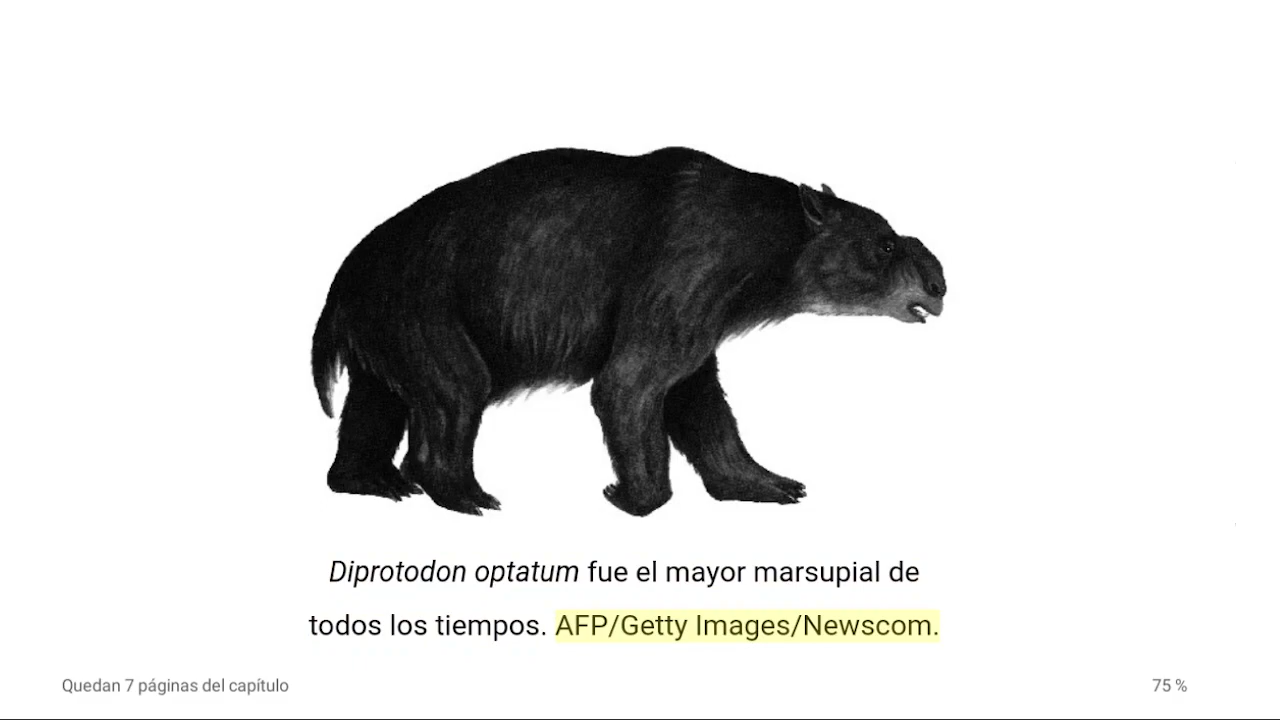 Diprotodon optatum fue el mayor marsupial de
todos los tiempos. AFP/Getty Images/Newscom.
Quedan 7 páginas del capítulo
75 %